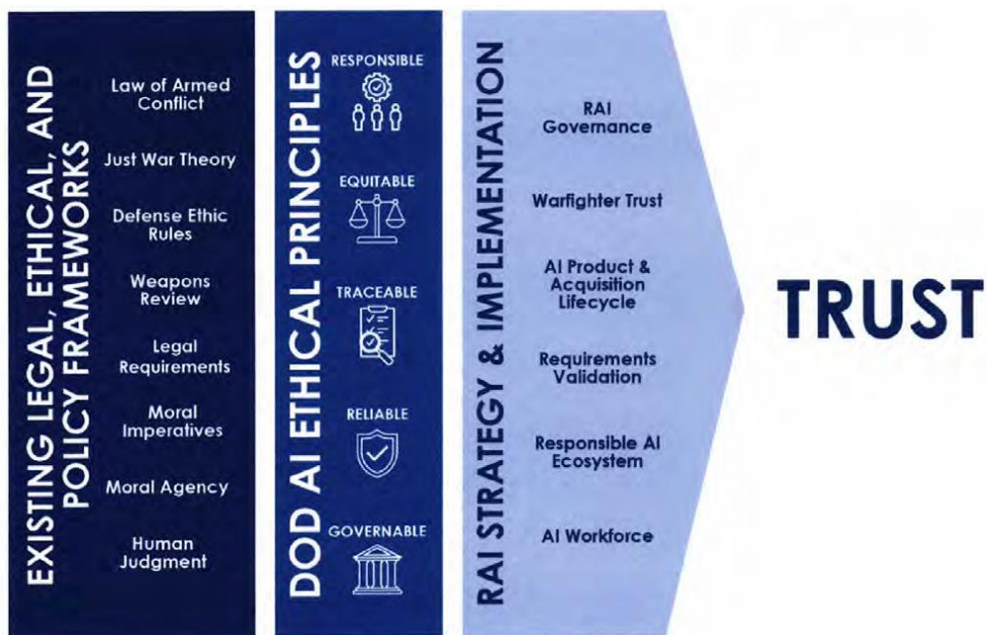 EXISTING LEGAL, ETHICAL, AND
POLICY FRAMEWORKS
Law of Armed
Conflict
Just War Theory
Defense Ethic
Rules
Weapons
Review
Legal
Requirements
Moral
Imperatives
Moral Agency
Human
Judgment
DOD AI ETHICAL PRINCIPLES
RESPONSIBLE
EQUITABLE
TRACEABLE
RELIABLE
GOVERNABLE
RAI STRATEGY & IMPLEMENTATION
RAI
Governance
Warfighter Trust
AI Product &
Acquisition
Lifecycle
Requirements
Validation
Responsible AI
Ecosystem
AI Workforce
TRUST